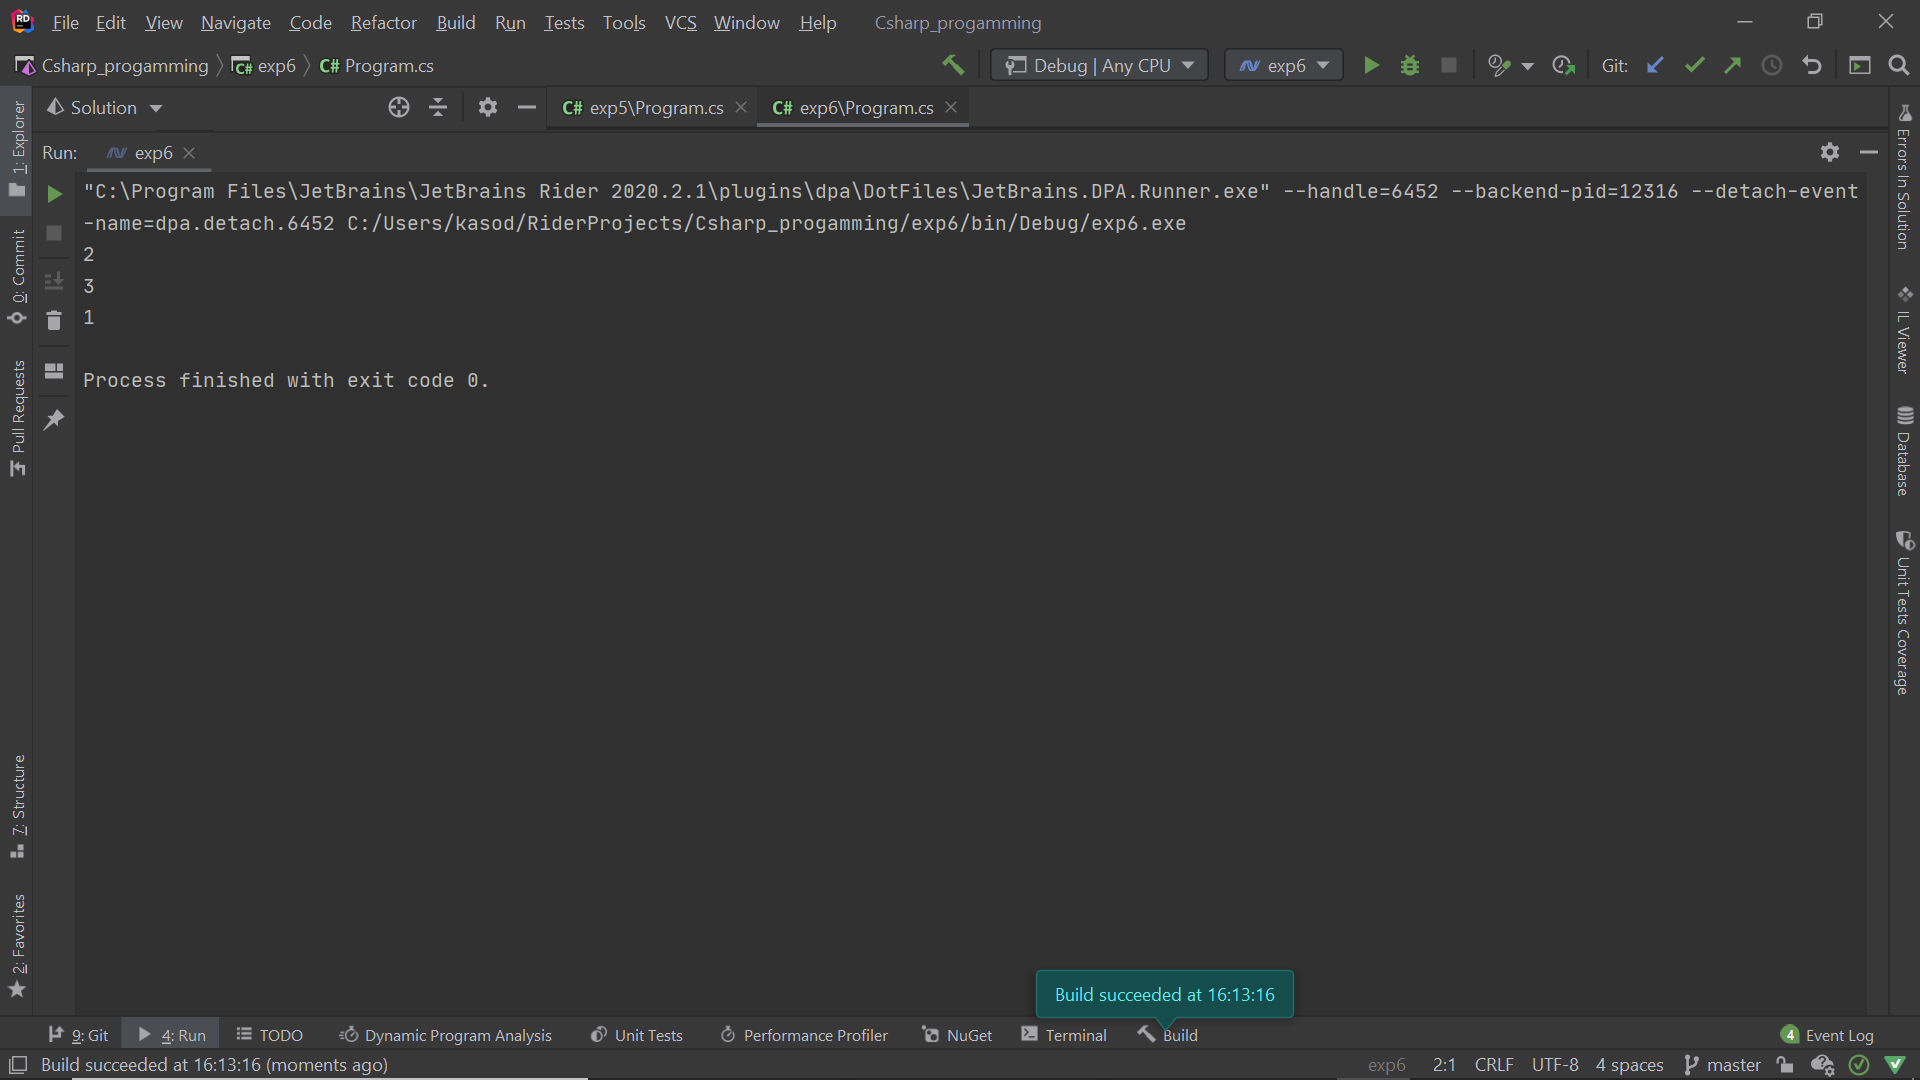 File Edit View Navigate Code Refactor Build Run Tests Tools VCS Window Help Csharp_progamming
Csharp_progamming exp6 C# Program.cs Debug | Any CPU exp6 Git:
Solution C# exp5\Program.cs C# exp6\Program.cs
Run: exp6
"C:\Program Files\JetBrains\JetBrains Rider 2020.2.1\plugins\dpa\DotFiles\JetBrains.DPA.Runner.exe" --handle=6452 --backend-pid=12316 --detach-event
-name=dpa.detach.6452 C:/Users/kasod/RiderProjects/Csharp_progamming/exp6/bin/Debug/exp6.exe
2
3
1
Process finished with exit code 0.
1: Explorer
0: Commit
Pull Requests
7: Structure
2: Favorites
Errors In Solution
IL Viewer
Database
Unit Tests Coverage
Build succeeded at 16:13:16
9: Git 4: Run TODO Dynamic Program Analysis Unit Tests Performance Profiler NuGet Terminal Build 4 Event Log
Build succeeded at 16:13:16 (moments ago) exp6 2:1 CRLF UTF-8 4 spaces master